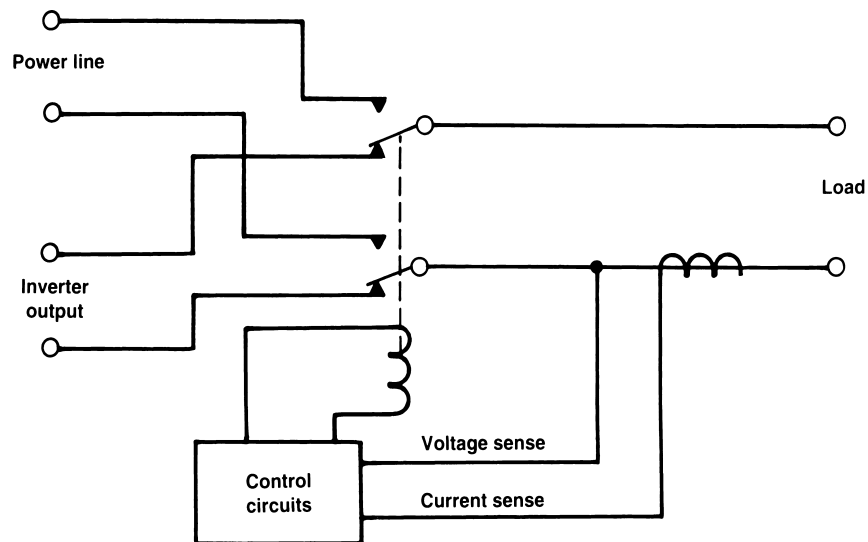 Power line
Load
Inverter
output
Voltage sense
Control
circuits
Current sense